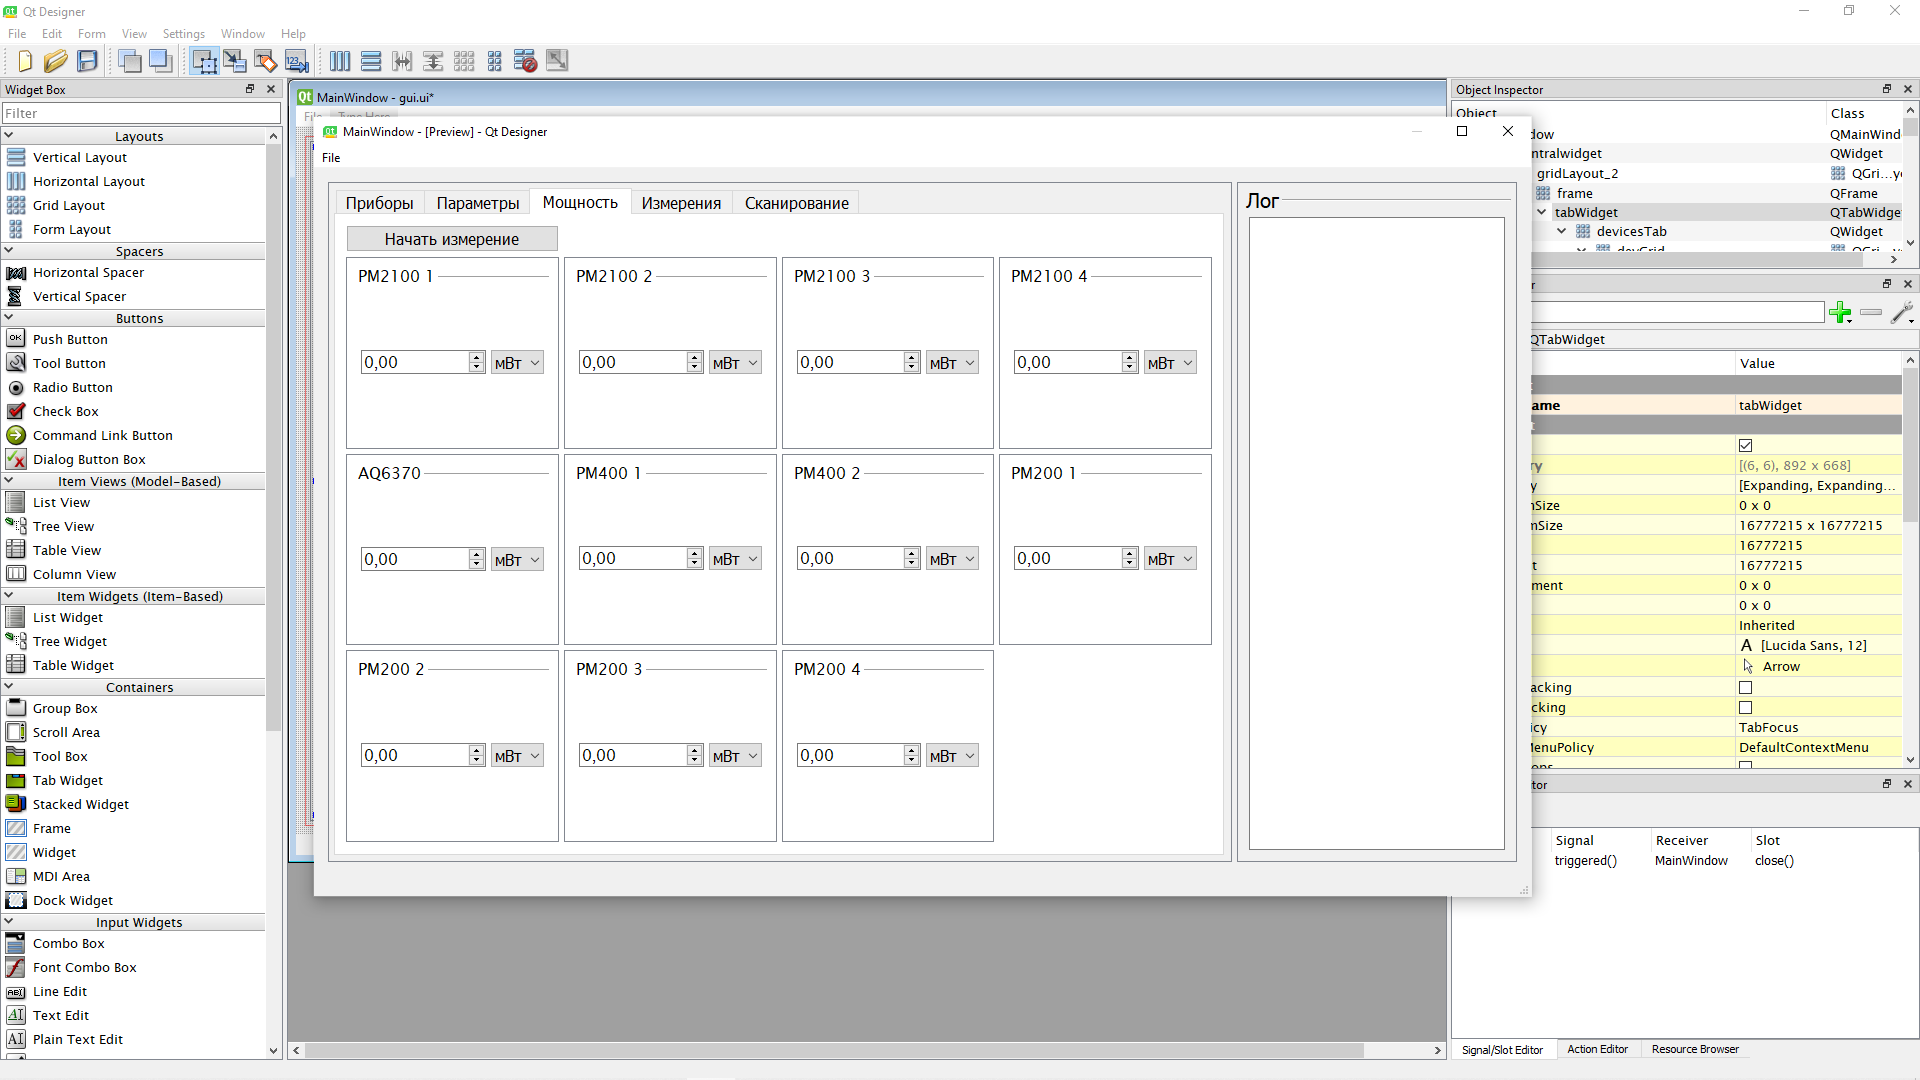 Qt Designer
File Edit Form View Settings Window Help
Widget Box
Filter
Layouts
Vertical Layout
Horizontal Layout
Grid Layout
Form Layout
Spacers
Horizontal Spacer
Vertical Spacer
Buttons
Push Button
Tool Button
Radio Button
Check Box
Command Link Button
Dialog Button Box
Item Views (Model-Based)
List View
Tree View
Table View
Column View
Item Widgets (Item-Based)
List Widget
Tree Widget
Table Widget
Containers
Group Box
Scroll Area
Tool Box
Tab Widget
Stacked Widget
Frame
Widget
MDI Area
Dock Widget
Input Widgets
Combo Box
Font Combo Box
Line Edit
Text Edit
Plain Text Edit
MainWindow - gui.ui*
MainWindow - [Preview] - Qt Designer
File
Приборы Параметры Мощность Измерения Сканирование
Начать измерение
PM2100 1 PM2100 2 PM2100 3 PM2100 4
0,00 мВт 0,00 мВт 0,00 мВт 0,00 мВт
AQ6370 PM400 1 PM400 2 PM200 1
0,00 мВт 0,00 мВт 0,00 мВт 0,00 мВт
PM200 2 PM200 3 PM200 4
0,00 мВт 0,00 мВт 0,00 мВт
Лог
Object Inspector
Object Class
dow QMainWind
ntralwidget QWidget
gridLayout_2 QGri...y
frame QFrame
tabWidget QTabWidge
devicesTab QWidget
QTabWidget
Value
ame tabWidget
ry [(6, 6), 892 x 668]
y [Expanding, Expanding...
nSize 0 x 0
nSize 16777215 x 16777215
16777215
t 16777215
ment 0 x 0
0 x 0
Inherited
A [Lucida Sans, 12]
Arrow
acking
cking
icy TabFocus
MenuPolicy DefaultContextMenu
tor
Signal Receiver Slot
triggered() MainWindow close()
Signal/Slot Editor Action Editor Resource Browser